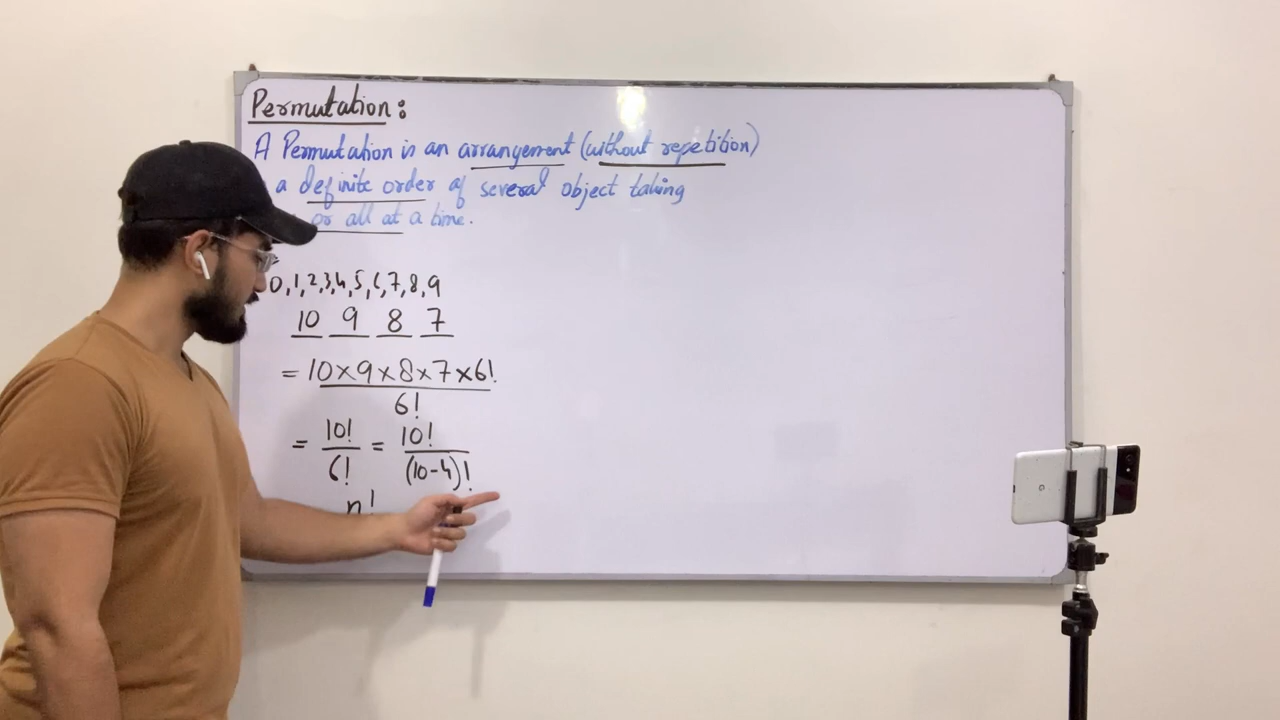 Permutation:
A Permutation is an arrangement (without repetition)
a definite order of several object taking
or all at a time.
0,1,2,3,4,5,6,7,8,9
10 9 8 7
= 10×9×8×7×6!
6!
= 10! = 10!
6! (10-4)!
n!